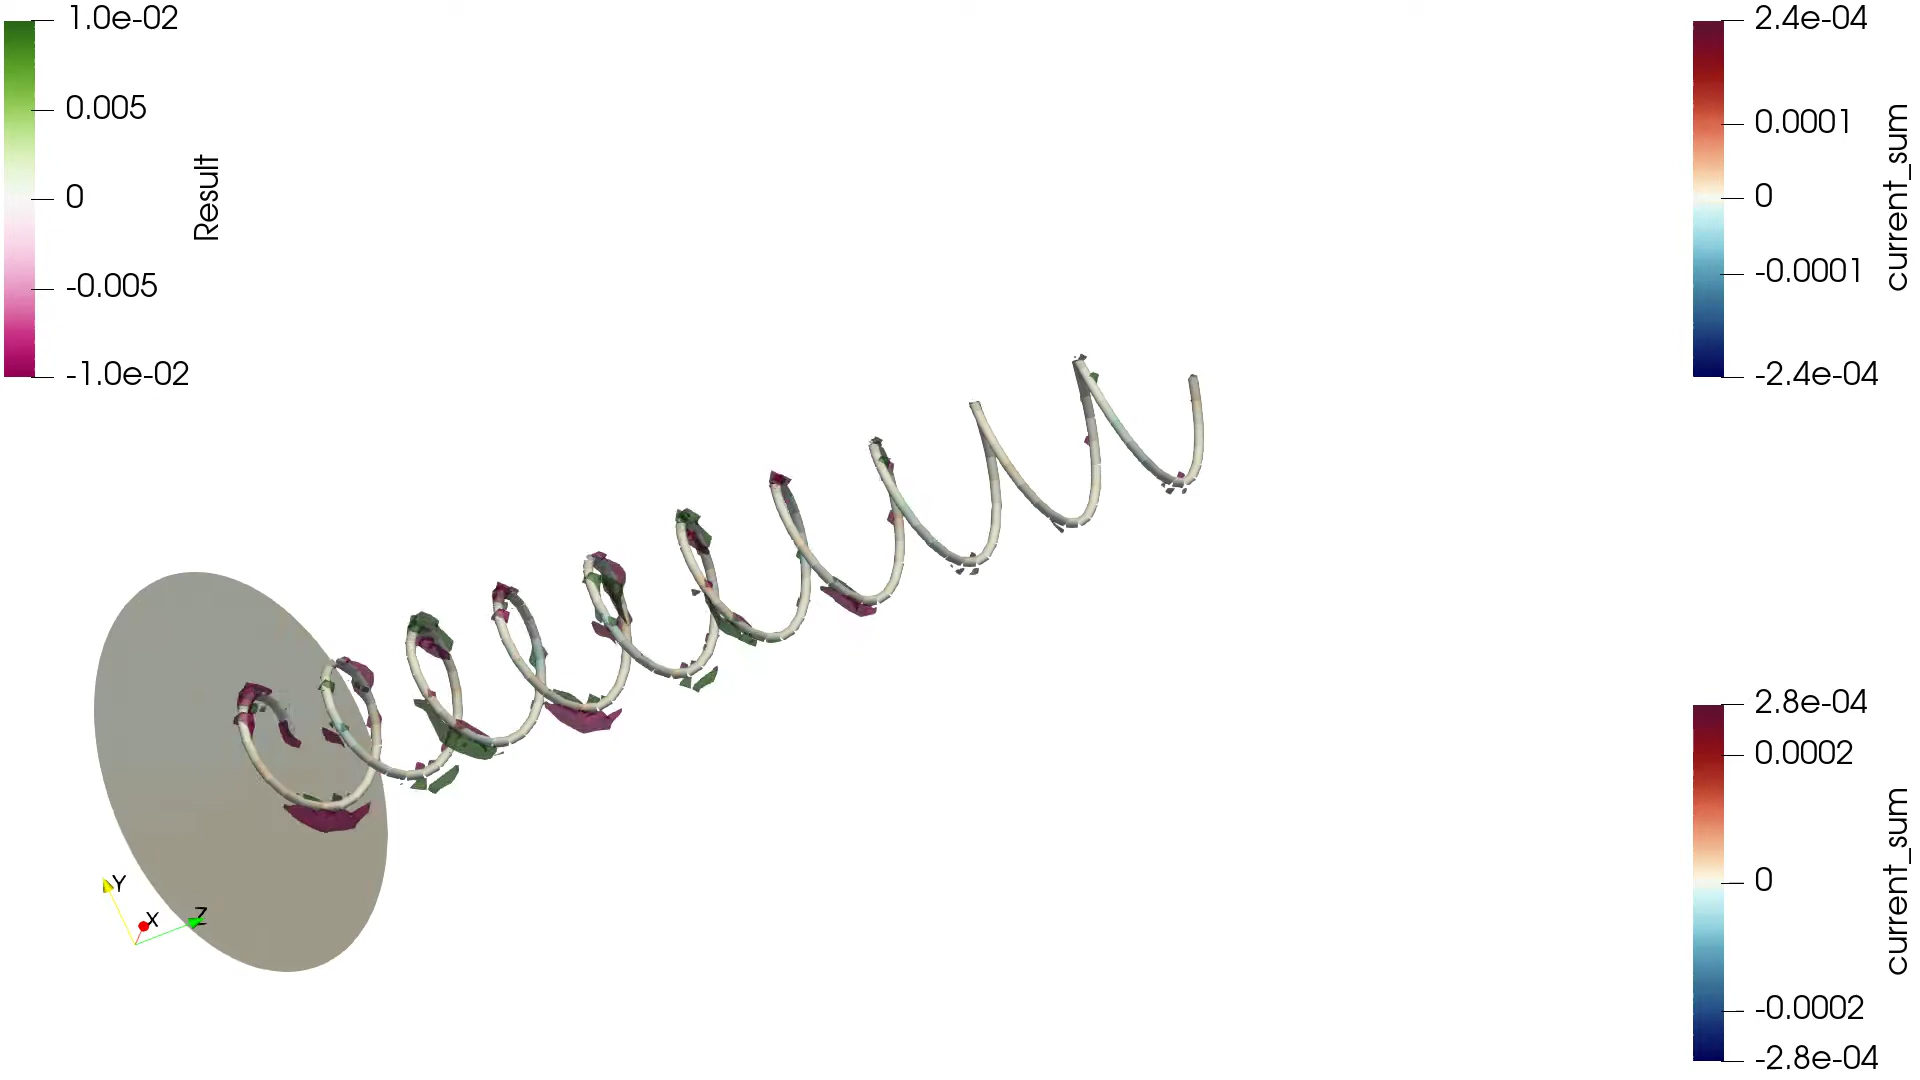 1.0e-02
0.005
0
-0.005
-1.0e-02
Result
2.4e-04
0.0001
0
-0.0001
-2.4e-04
current_sum
2.8e-04
0.0002
0
-0.0002
-2.8e-04
current_sum
Y
X
Z